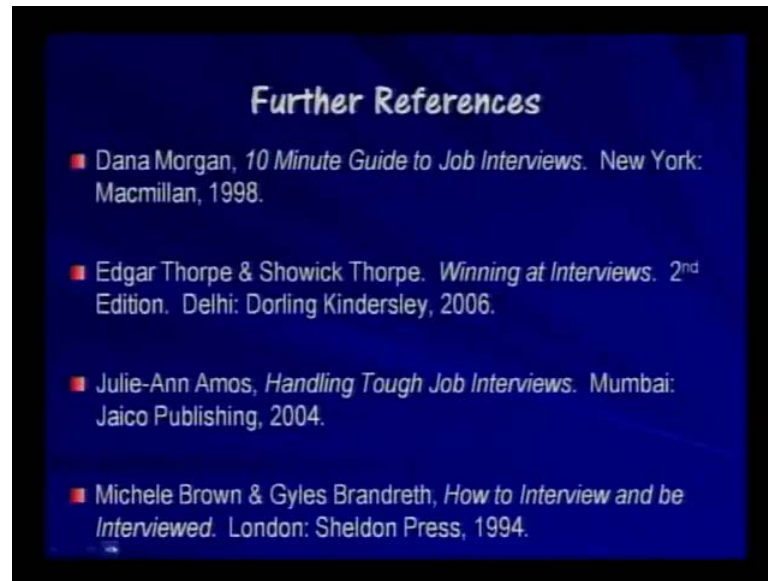 Further References
Dana Morgan, 10 Minute Guide to Job Interviews. New York:
Macmillan, 1998.
Edgar Thorpe & Showick Thorpe. Winning at Interviews. 2nd
Edition. Delhi: Dorling Kindersley, 2006.
Julie-Ann Amos, Handling Tough Job Interviews. Mumbai:
Jaico Publishing, 2004.
Michele Brown & Gyles Brandreth, How to Interview and be
Interviewed. London: Sheldon Press, 1994.